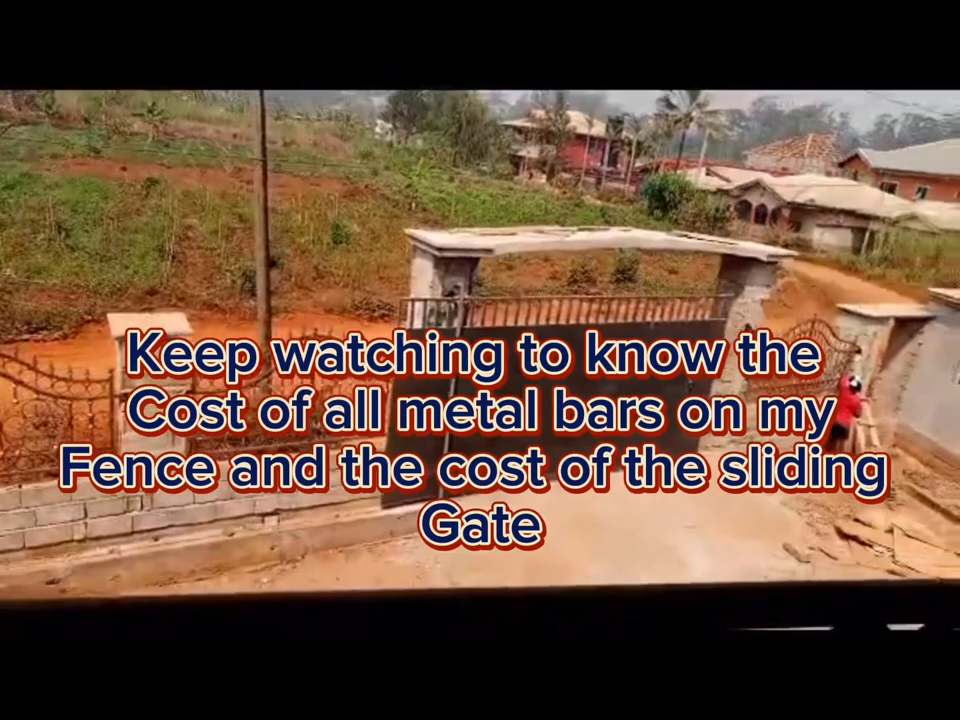 Keep watching to know the
Cost of all metal bars on my
Fence and the cost of the sliding
Gate